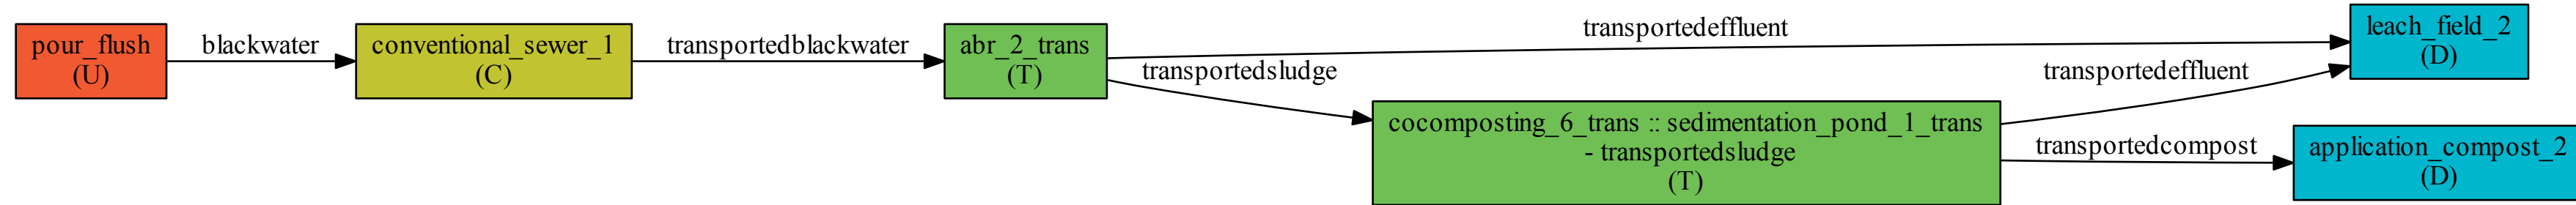 pour_flush
(U)
blackwater
conventional_sewer_1
(C)
transportedblackwater
abr_2_trans
(T)
transportedeffluent
transportedsludge
cocomposting_6_trans :: sedimentation_pond_1_trans
- transportedsludge
(T)
transportedeffluent
transportedcompost
leach_field_2
(D)
application_compost_2
(D)